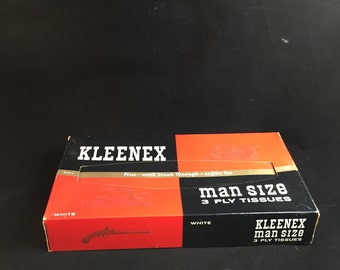 KLEENEX
man size
3 PLY TISSUES
WHITE
WHITE
KLEENEX
man size
3 PLY TISSUES